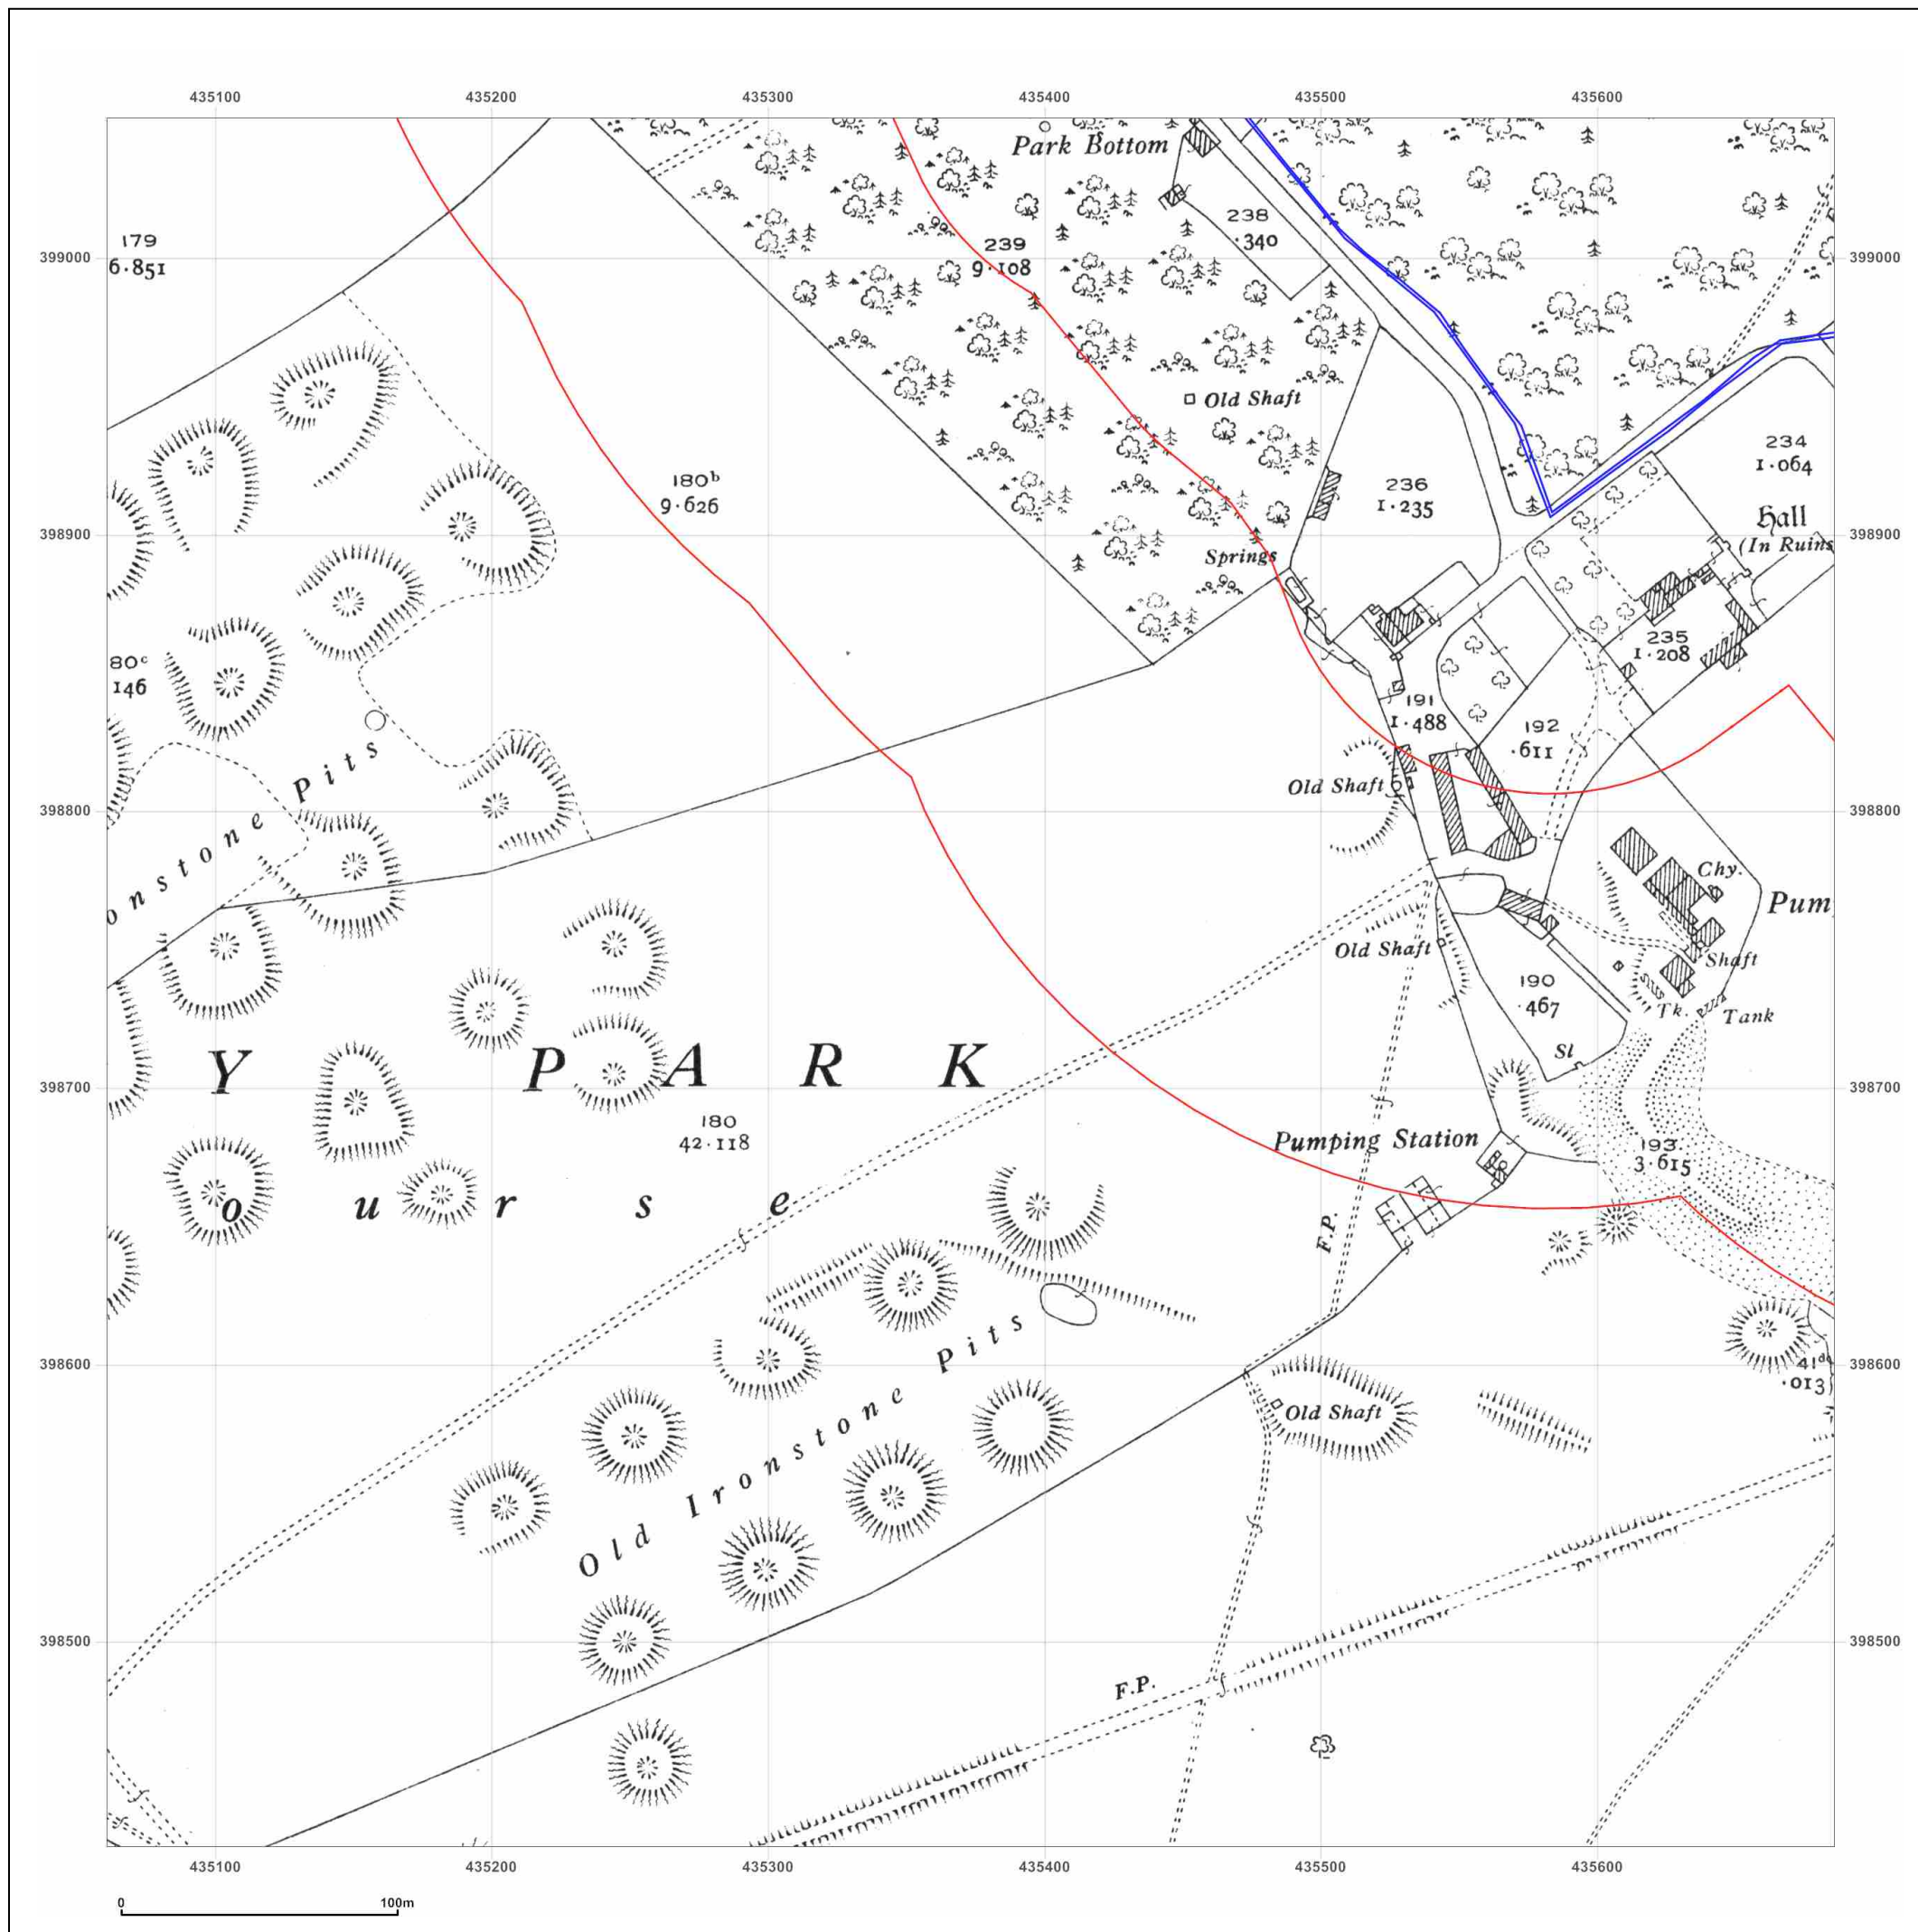 435100 435200 435300 435400 435500 435600
Park Bottom
238
·340
179
6·851
239
9·108
399000 399000
Old Shaft
234
1·064
180b
9·626
236
1·235
Hall
(In Ruins
398900 398900
Springs
235
1·208
80c
146
191
1·488
192
·611
Pits
Old Shaft
398800 398800
onstone
Chy.
Pum
Old Shaft
Shaft
190
·467
Tk.
Tank
Sl
Y PARK
398700 398700
180
42·118
Pumping Station
193
3·615
ourse
F.P.
Old Ironstone Pits
398600 398600
41d
·013
Old Shaft
398500 398500
F.P.
435100 435200 435300 435400 435500 435600
0 100m